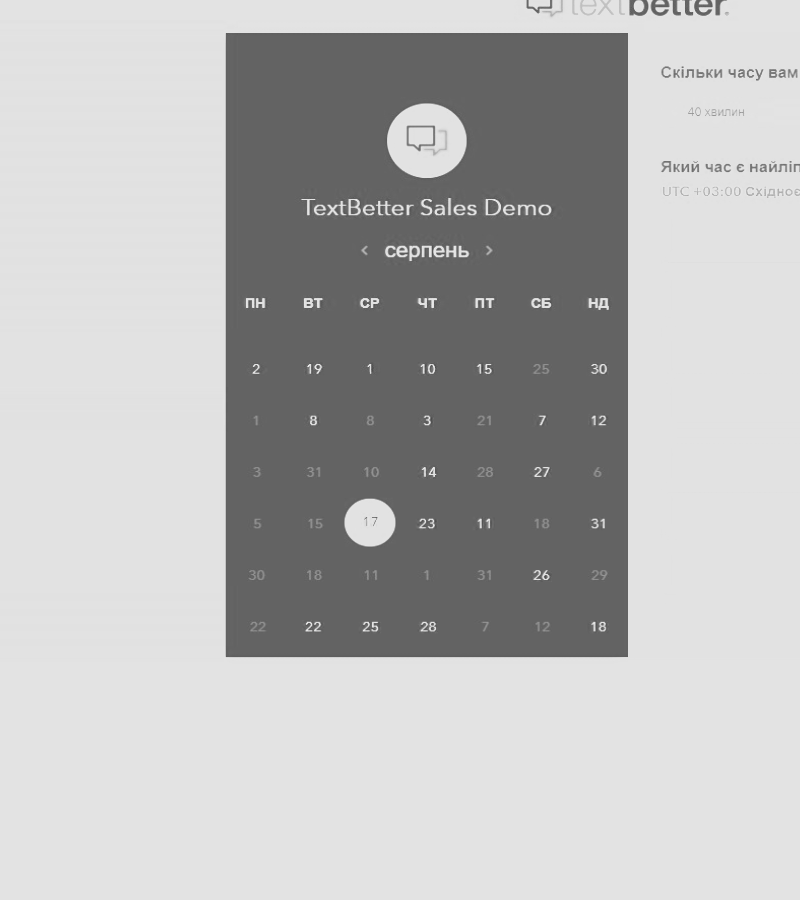 textbetter.
Скільки часу вам
40 хвилин
Який час є найліп
UTC +03:00 Східноє
TextBetter Sales Demo
< серпень >
ПН ВТ СР ЧТ ПТ СБ НД
2 19 1 10 15 25 30
1 8 8 3 21 7 12
3 31 10 14 28 27 6
5 15 17 23 11 18 31
30 18 11 1 31 26 29
22 22 25 28 7 12 18